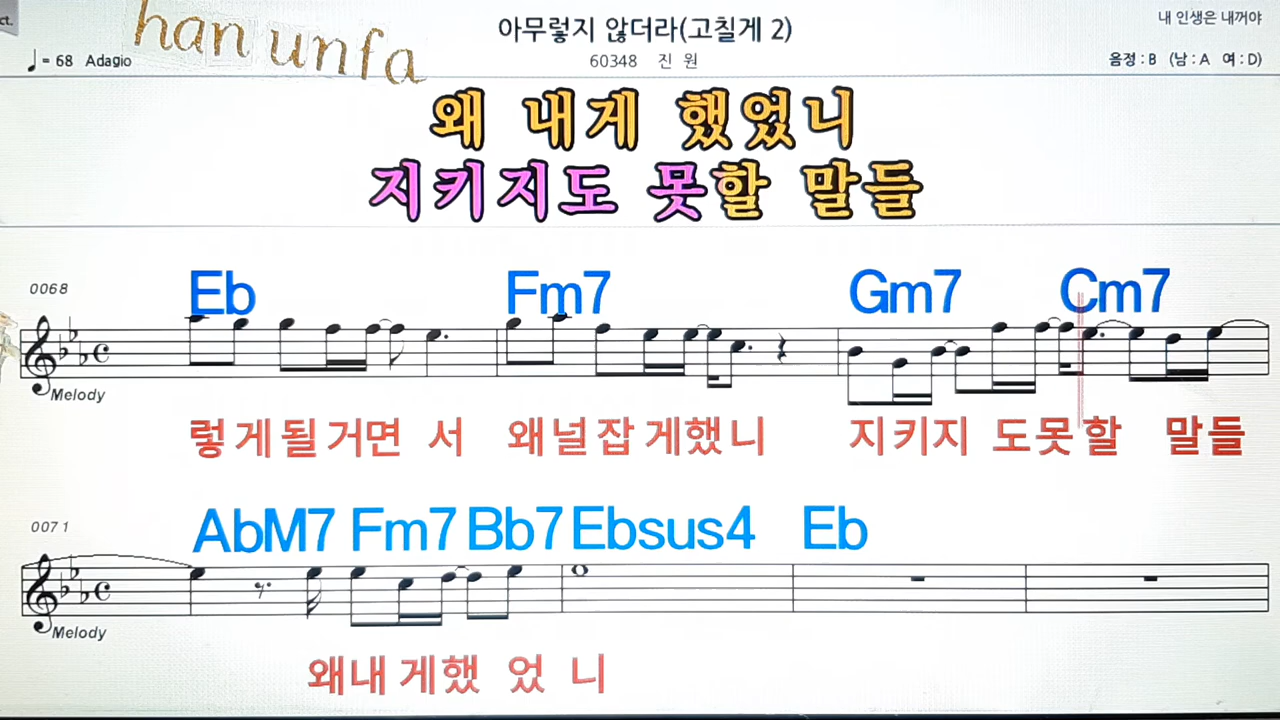 ct.
han unfa
아무렇지 않더라(고칠게 2)
내 인생은 내꺼야
♩= 68 Adagio
60348 진 원
음정 : B (남 : A 여 : D)
왜 내게 했었니
지키지도 못할 말들
0068
Eb Fm7 Gm7 Cm7
Melody
렇게될거면 서 왜널잡게했니 지키지 도못할 말들
0071
AbM7 Fm7 Bb7 Ebsus4 Eb
Melody
왜내게했 었 니